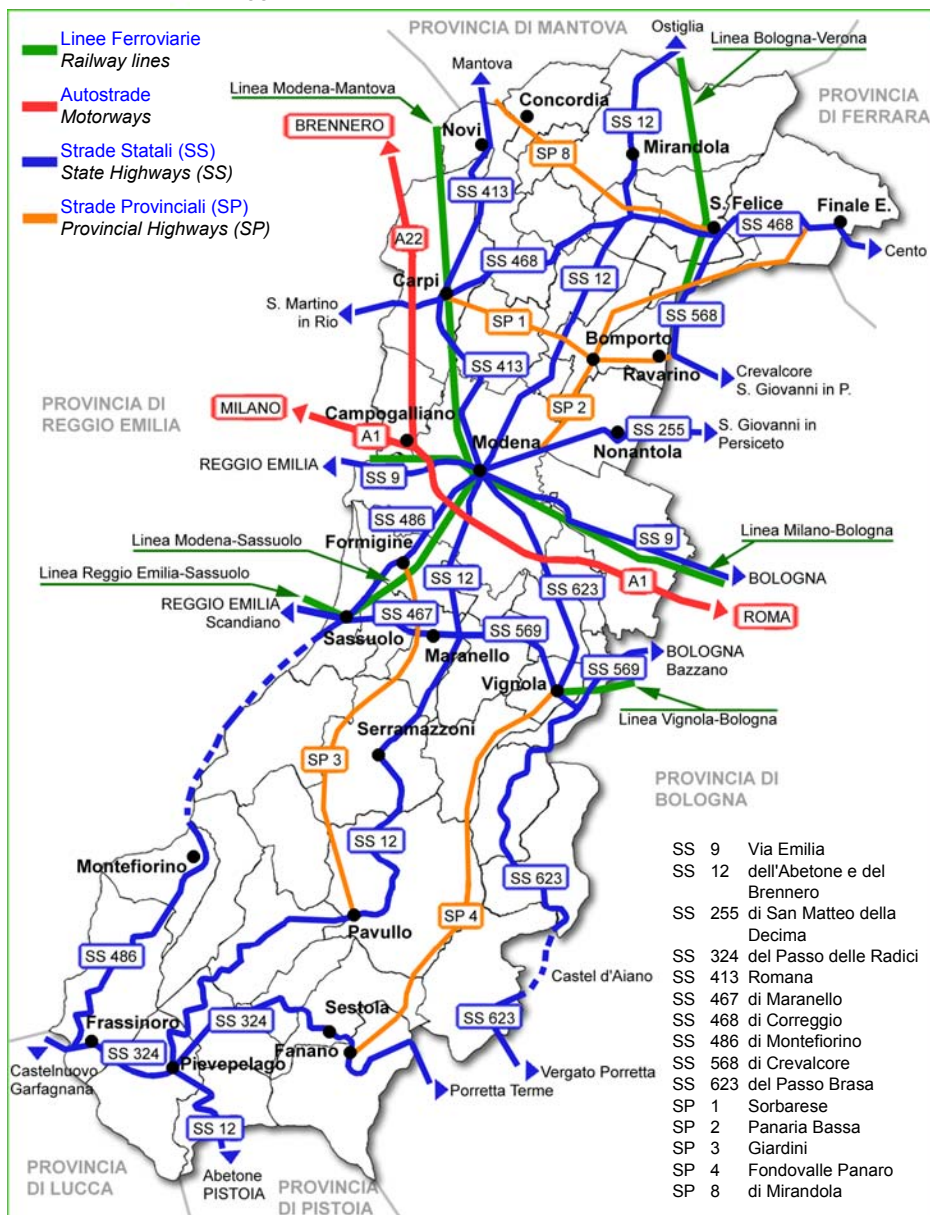 Linee Ferroviarie
Railway lines
Autostrade
Motorways
Strade Statali (SS)
State Highways (SS)
Strade Provinciali (SP)
Provincial Highways (SP)
PROVINCIA DI MANTOVA
Ostiglia
Linea Bologna-Verona
Mantova
Linea Modena-Mantova
Concordia
PROVINCIA
DI FERRARA
BRENNERO
Novi
SS 12
SP 8
Mirandola
SS 413
S. Felice
Finale E.
SS 468
A22
SS 468
Cento
Carpi
SS 12
S. Martino
in Rio
SP 1
SS 568
Bomporto
SS 413
Ravarino
Crevalcore
S. Giovanni in P.
PROVINCIA DI
REGGIO EMILIA
MILANO
SP 2
Campogalliano
A1
Modena
SS 255
S. Giovanni in
Persiceto
Nonantola
REGGIO EMILIA
SS 9
SS 486
SS 9
Linea Milano-Bologna
Linea Modena-Sassuolo
Formigine
SS 12
A1
BOLOGNA
Linea Reggio Emilia-Sassuolo
SS 623
REGGIO EMILIA
Scandiano
SS 467
ROMA
Sassuolo
SS 569
Maranello
BOLOGNA
Bazzano
SS 569
Vignola
Linea Vignola-Bologna
Serramazzoni
SP 3
PROVINCIA DI
BOLOGNA
SS 12
Montefiorino
SS 623
SP 4
Pavullo
SS 486
Castel d'Aiano
Sestola
SS 324
Frassinoro
SS 623
SS 324
Fanano
Castelnuovo
Garfagnana
Pievepelago
Porretta Terme
Vergato Porretta
SS 12
PROVINCIA
DI LUCCA
Abetone
PISTOIA
PROVINCIA
DI PISTOIA
SS 9 Via Emilia
SS 12 dell'Abetone e del
Brennero
SS 255 di San Matteo della
Decima
SS 324 del Passo delle Radici
SS 413 Romana
SS 467 di Maranello
SS 468 di Correggio
SS 486 di Montefiorino
SS 568 di Crevalcore
SS 623 del Passo Brasa
SP 1 Sorbarese
SP 2 Panaria Bassa
SP 3 Giardini
SP 4 Fondovalle Panaro
SP 8 di Mirandola